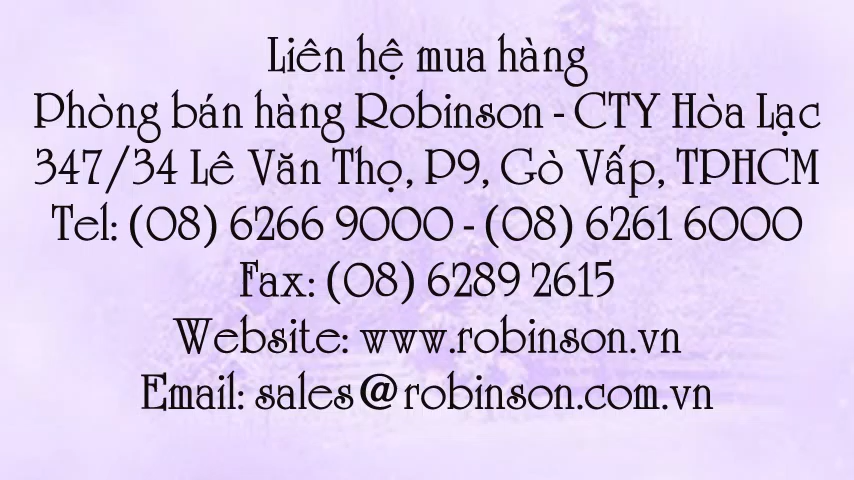 Liên hệ mua hàng
Phòng bán hàng Robinson - CTY Hòa Lạc
347/34 Lê Văn Thọ, P9, Gò Vấp, TPHCM
Tel: (08) 6266 9000 - (08) 6261 6000
Fax: (08) 6289 2615
Website: www.robinson.vn
Email: sales@robinson.com.vn